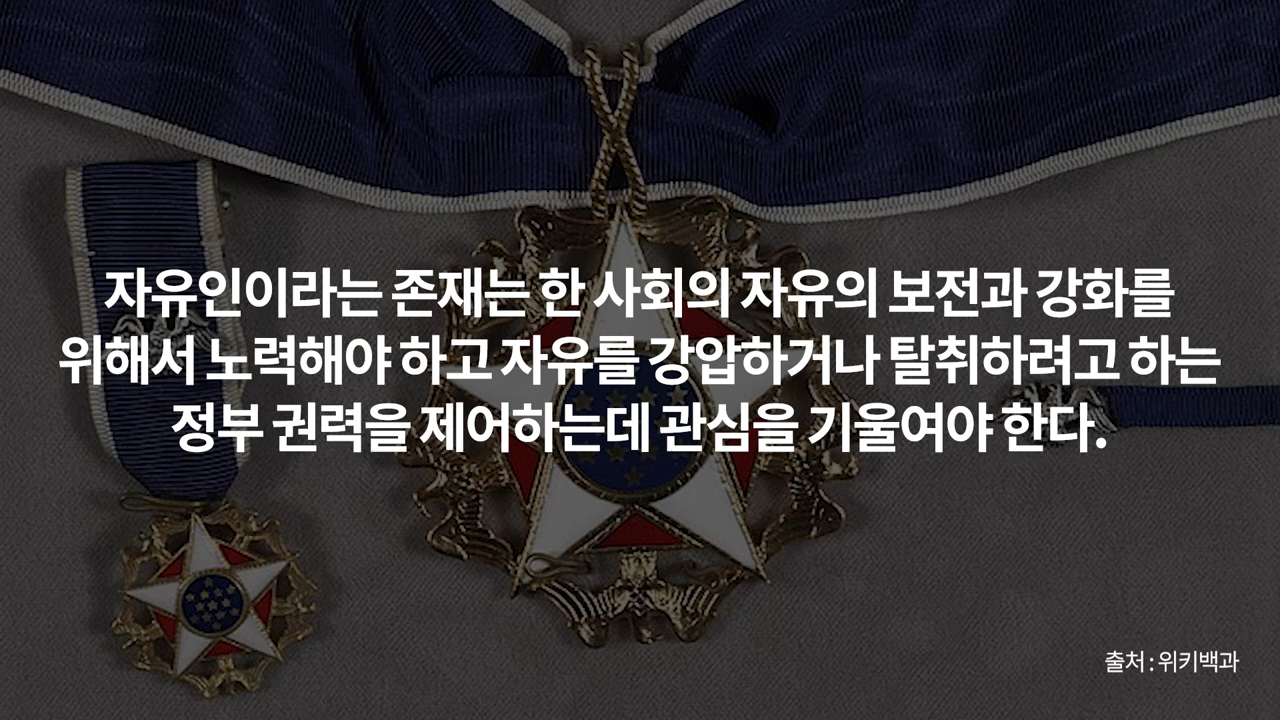 자유인이라는 존재는 한 사회의 자유의 보전과 강화를
위해서 노력해야 하고 자유를 강압하거나 탈취하려고 하는
정부 권력을 제어하는데 관심을 기울여야 한다.
출처 : 위키백과